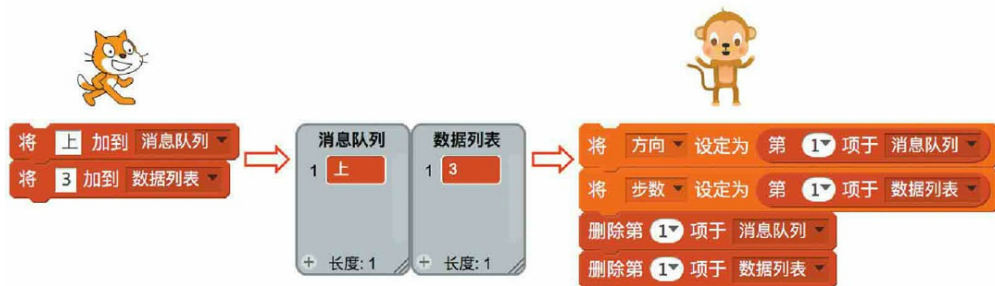 将 上 加到 消息队列
将 3 加到 数据列表
消息队列
1 上
+ 长度: 1
数据列表
1 3
+ 长度: 1
将 方向 设定为 第 1 项于 消息队列
将 步数 设定为 第 1 项于 数据列表
删除第 1 项于 消息队列
删除第 1 项于 数据列表